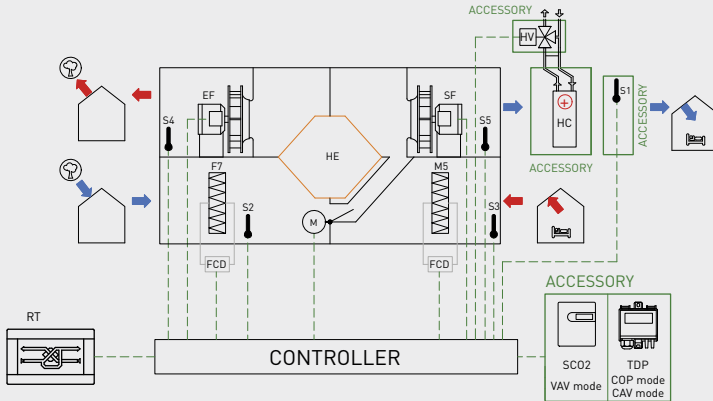 ACCESSORY
HV
EF
SF
S4
S5
HE
HC
S1
ACCESSORY
ACCESSORY
F7
M5
S2
M
S3
FCD
FCD
ACCESSORY
RT
CONTROLLER
SCO2
VAV mode
TDP
COP mode
CAV mode